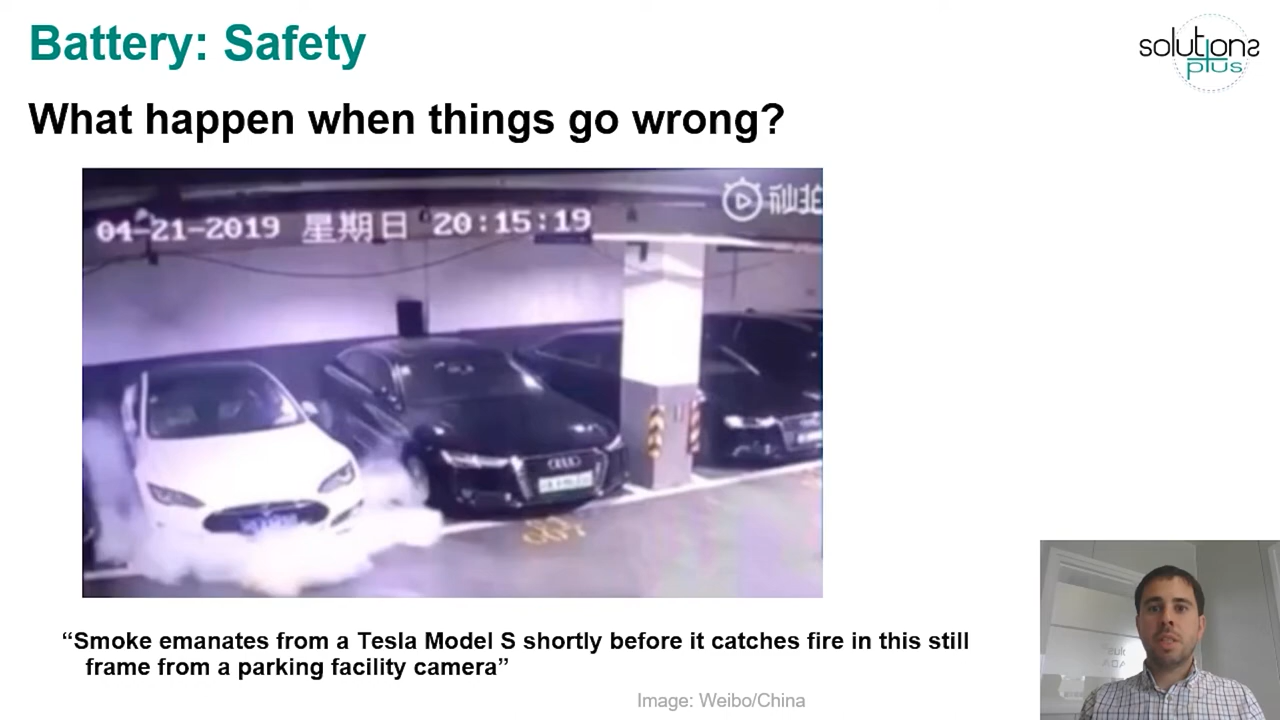 Battery: Safety
solutions
plus
What happen when things go wrong?
04-21-2019 星期日 20:15:19
秒拍
“Smoke emanates from a Tesla Model S shortly before it catches fire in this still
frame from a parking facility camera”
Image: Weibo/China